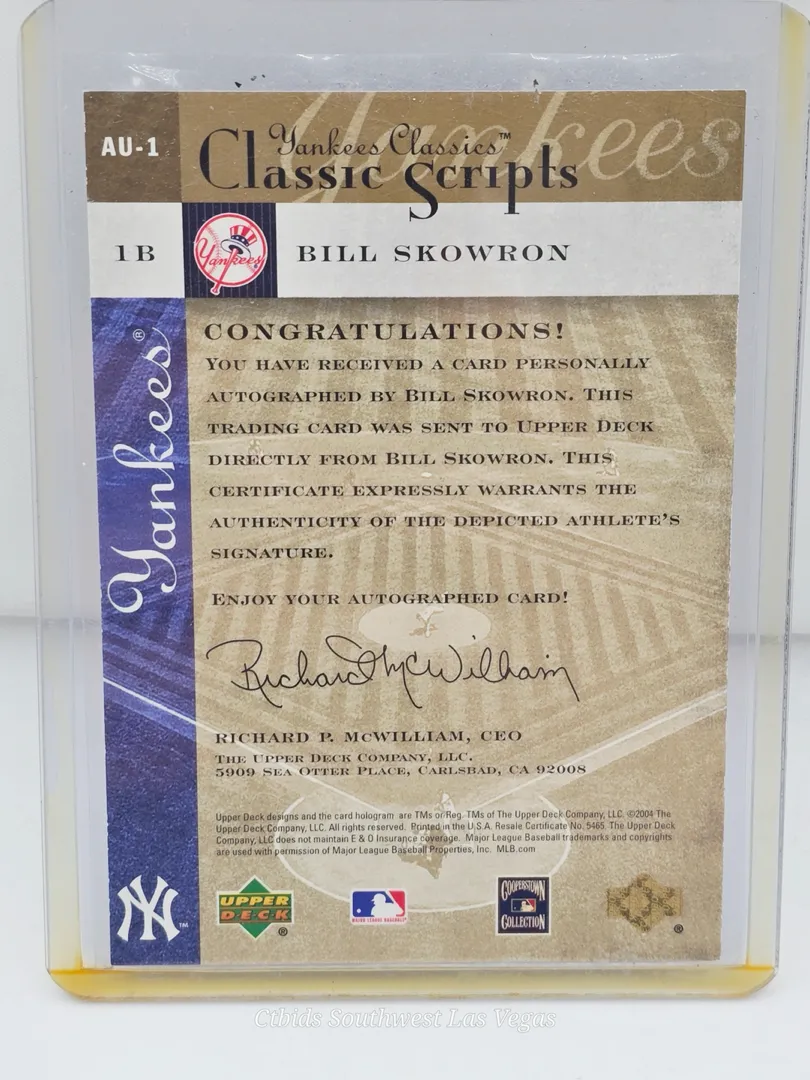 Yankees
AU-1
Yankees Classics™
Classic Scripts
1B
Yankees
BILL SKOWRON
Yankees®
CONGRATULATIONS!
YOU HAVE RECEIVED A CARD PERSONALLY
AUTOGRAPHED BY BILL SKOWRON. THIS
TRADING CARD WAS SENT TO UPPER DECK
DIRECTLY FROM BILL SKOWRON. THIS
CERTIFICATE EXPRESSLY WARRANTS THE
AUTHENTICITY OF THE DEPICTED ATHLETE'S
SIGNATURE.
ENJOY YOUR AUTOGRAPHED CARD!
Richard McWilliam
RICHARD P. MCWILLIAM, CEO
THE UPPER DECK COMPANY, LLC.
5909 SEA OTTER PLACE, CARLSBAD, CA 92008
Upper Deck designs and the card hologram are TMs or Reg. TMs of The Upper Deck Company, LLC. ©2004 The
Upper Deck Company, LLC. All rights reserved. Printed in the U.S.A. Resale Certificate No. 5465. The Upper Deck
Company, LLC does not maintain E & O Insurance coverage. Major League Baseball trademarks and copyrights
are used with permission of Major League Baseball Properties, Inc. MLB.com
NY™
UPPER
DECK®
MAJOR LEAGUE BASEBALL
COOPERSTOWN
COLLECTION
®
Ctbids Southwest Las Vegas